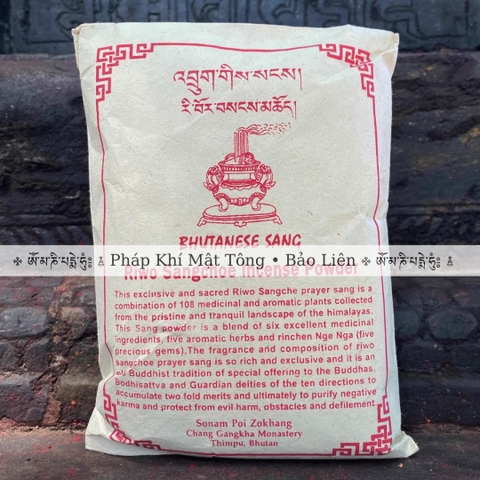 འབྲུག་གིས་སངས།
རི་བོར་བསངས་མཆོད།
BHUTANESE SANG
ༀ་མ་ཎི་པདྨེ་ཧཱུྃ༔ Pháp Khí Mật Tông • Bảo Liên ༀ་མ་ཎི་པདྨེ་ཧཱུྃ༔
Riwo Sangchoe Incense Powder
This exclusive and sacred Riwo Sangche prayer sang is a
combination of 108 medicinal and aromatic plants collected
from the pristine and tranquil landscape of the himalayas.
This Sang powder is a blend of six excellent medicinal
ingredients, five aromatic herbs and rinchen Nge Nga (five
precious gems),The fragrance and composition of riwo
sangchoe prayer sang is so rich and exclusive and it is an
Buddhist tradition of special offering to the Buddhas,
Bodhisattva and Guardian deities of the ten directions to
accumulate two fold merits and ultimately to purify negative
karma and protect from evil harm, obstacles and defilement.
Sonam Poi Zokhang
Chang Gangkha Monastery
Thimpu, Bhutan